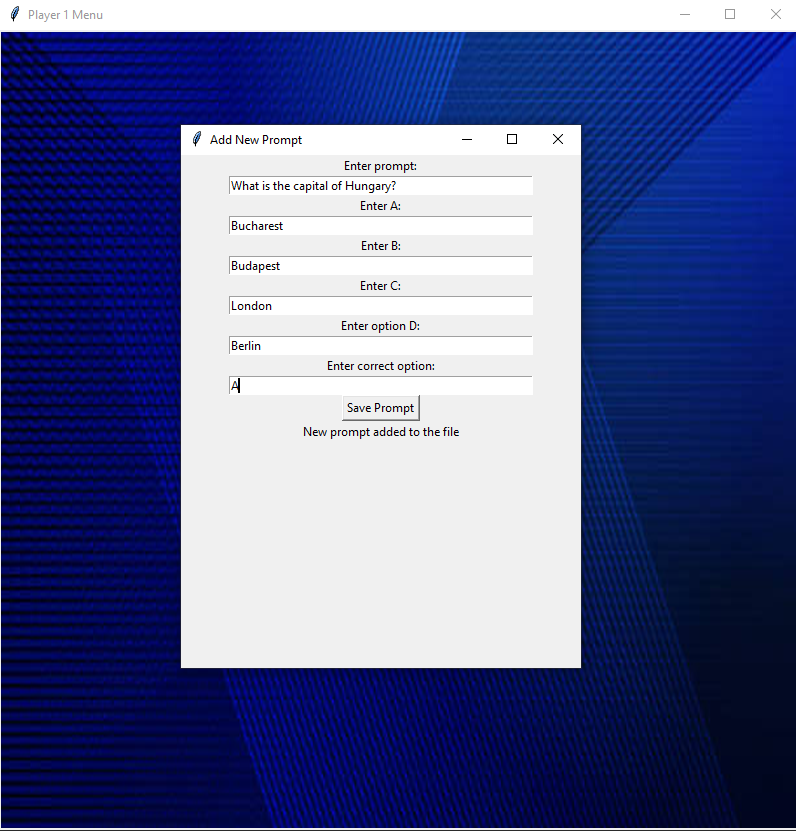 Player 1 Menu
Add New Prompt
Enter prompt:
What is the capital of Hungary?
Enter A:
Bucharest
Enter B:
Budapest
Enter C:
London
Enter option D:
Berlin
Enter correct option:
A
Save Prompt
New prompt added to the file